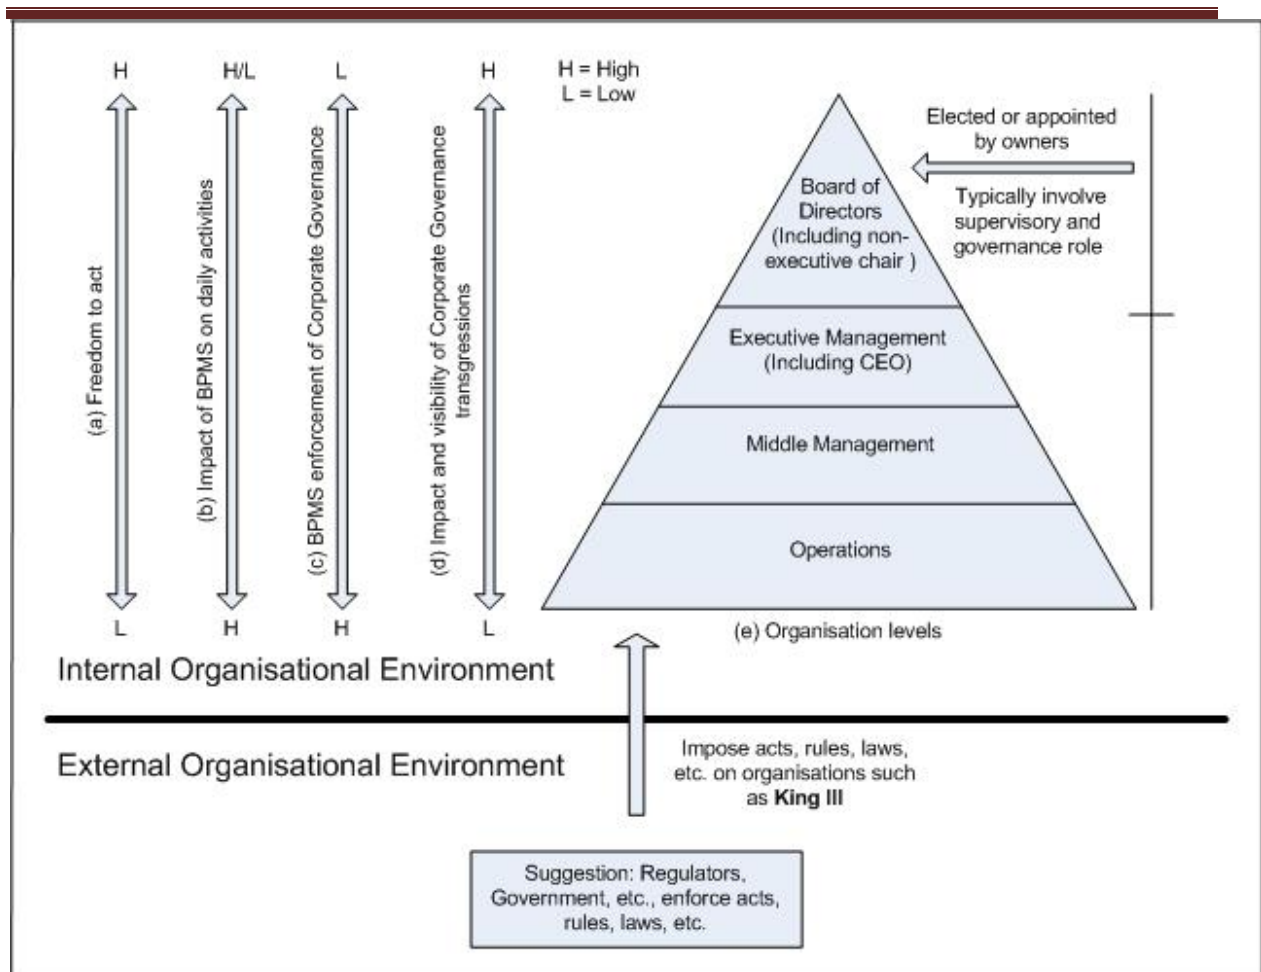 H
H/L
L
H
H = High
L = Low
(a) Freedom to act
(b) Impact of BPMS on daily activities
(c) BPMS enforcement of Corporate Governance
(d) Impact and visibility of Corporate Governance
transgressions
Elected or appointed
by owners
Typically involve
supervisory and
governance role
Board of
Directors
(Including non-
executive chair )
Executive Management
(Including CEO)
Middle Management
Operations
L
H
H
L
(e) Organisation levels
Internal Organisational Environment
External Organisational Environment
Impose acts, rules, laws,
etc. on organisations such
as King III
Suggestion: Regulators,
Government, etc., enforce acts,
rules, laws, etc.